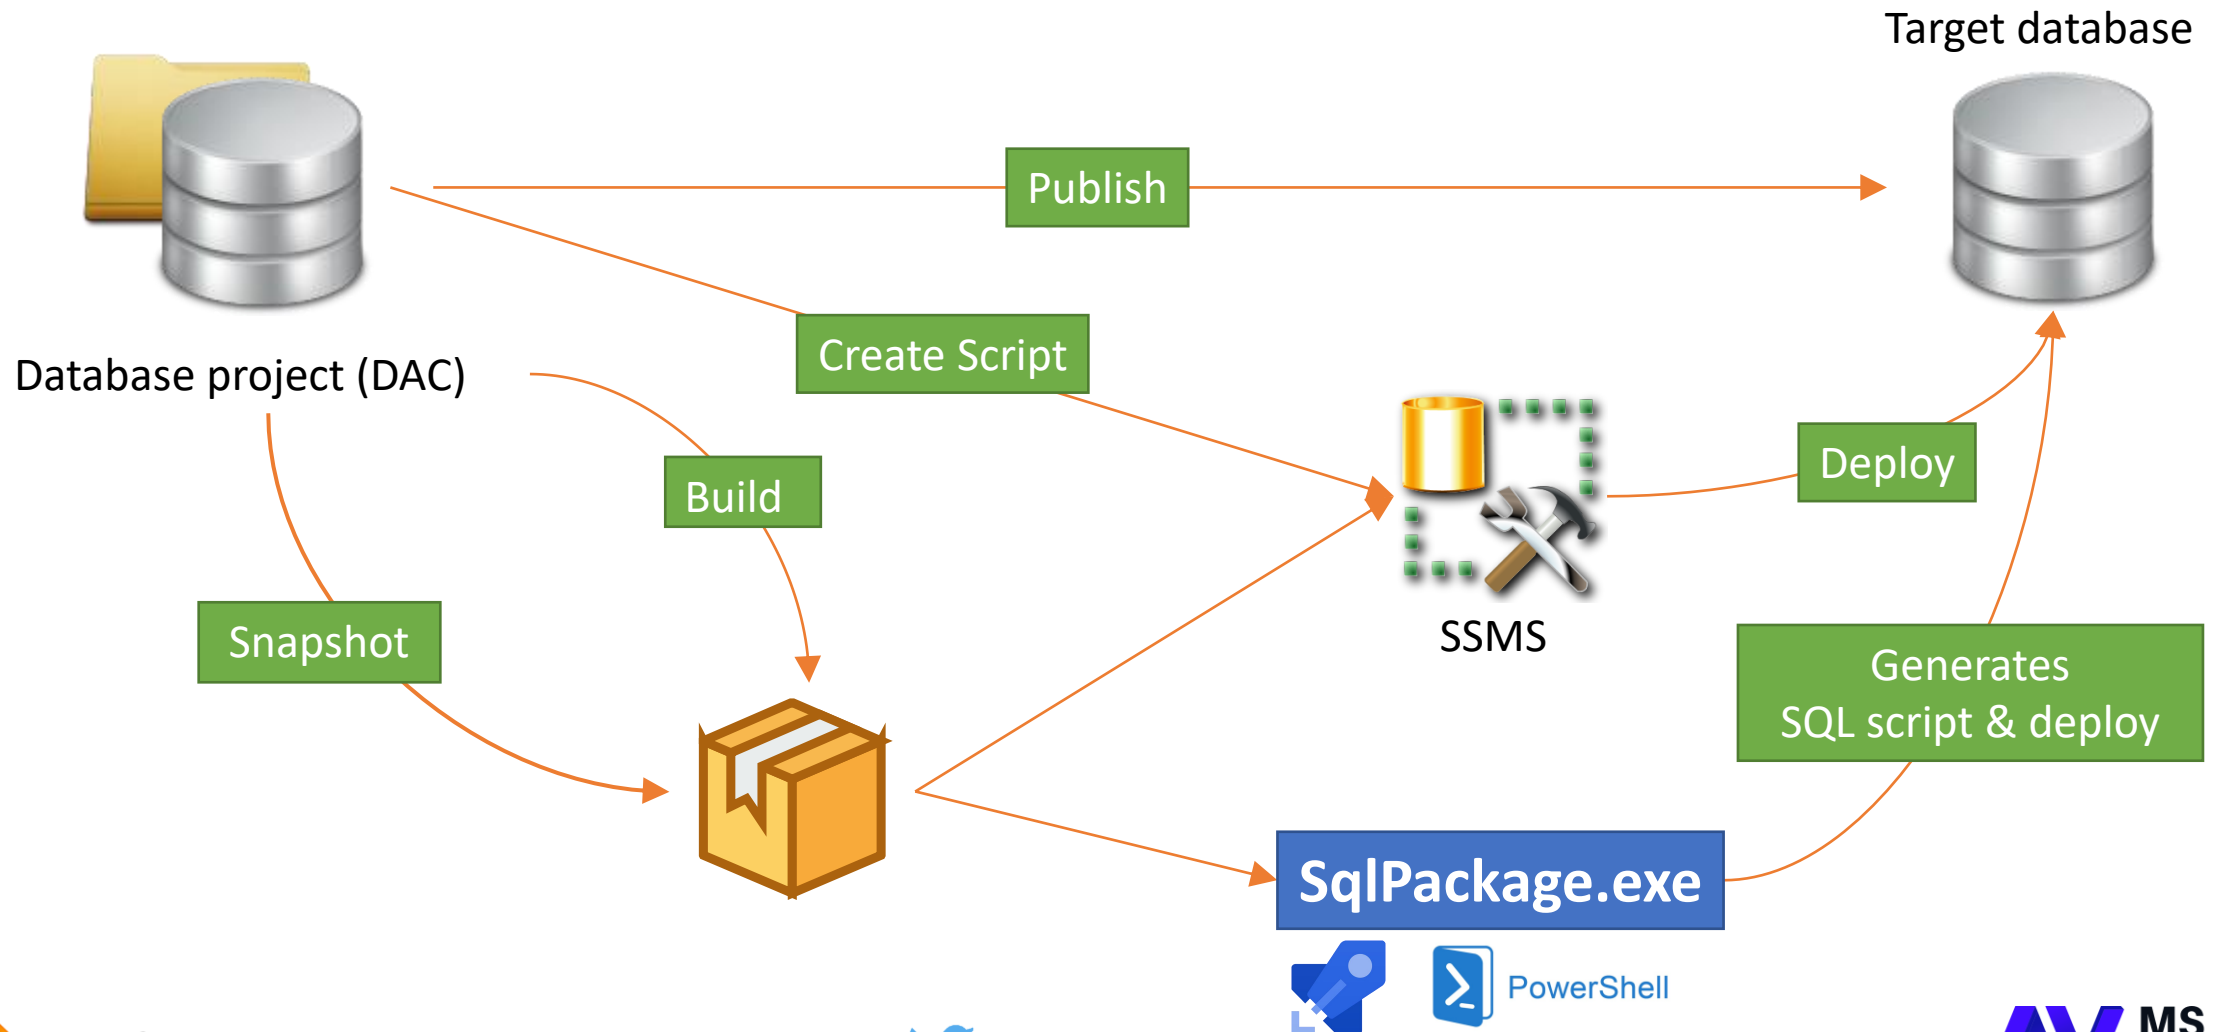 Target database
Publish
Create Script
Database project (DAC)
Deploy
Build
SSMS
Snapshot
Generates
SQL script & deploy
SqlPackage.exe
PowerShell
MS